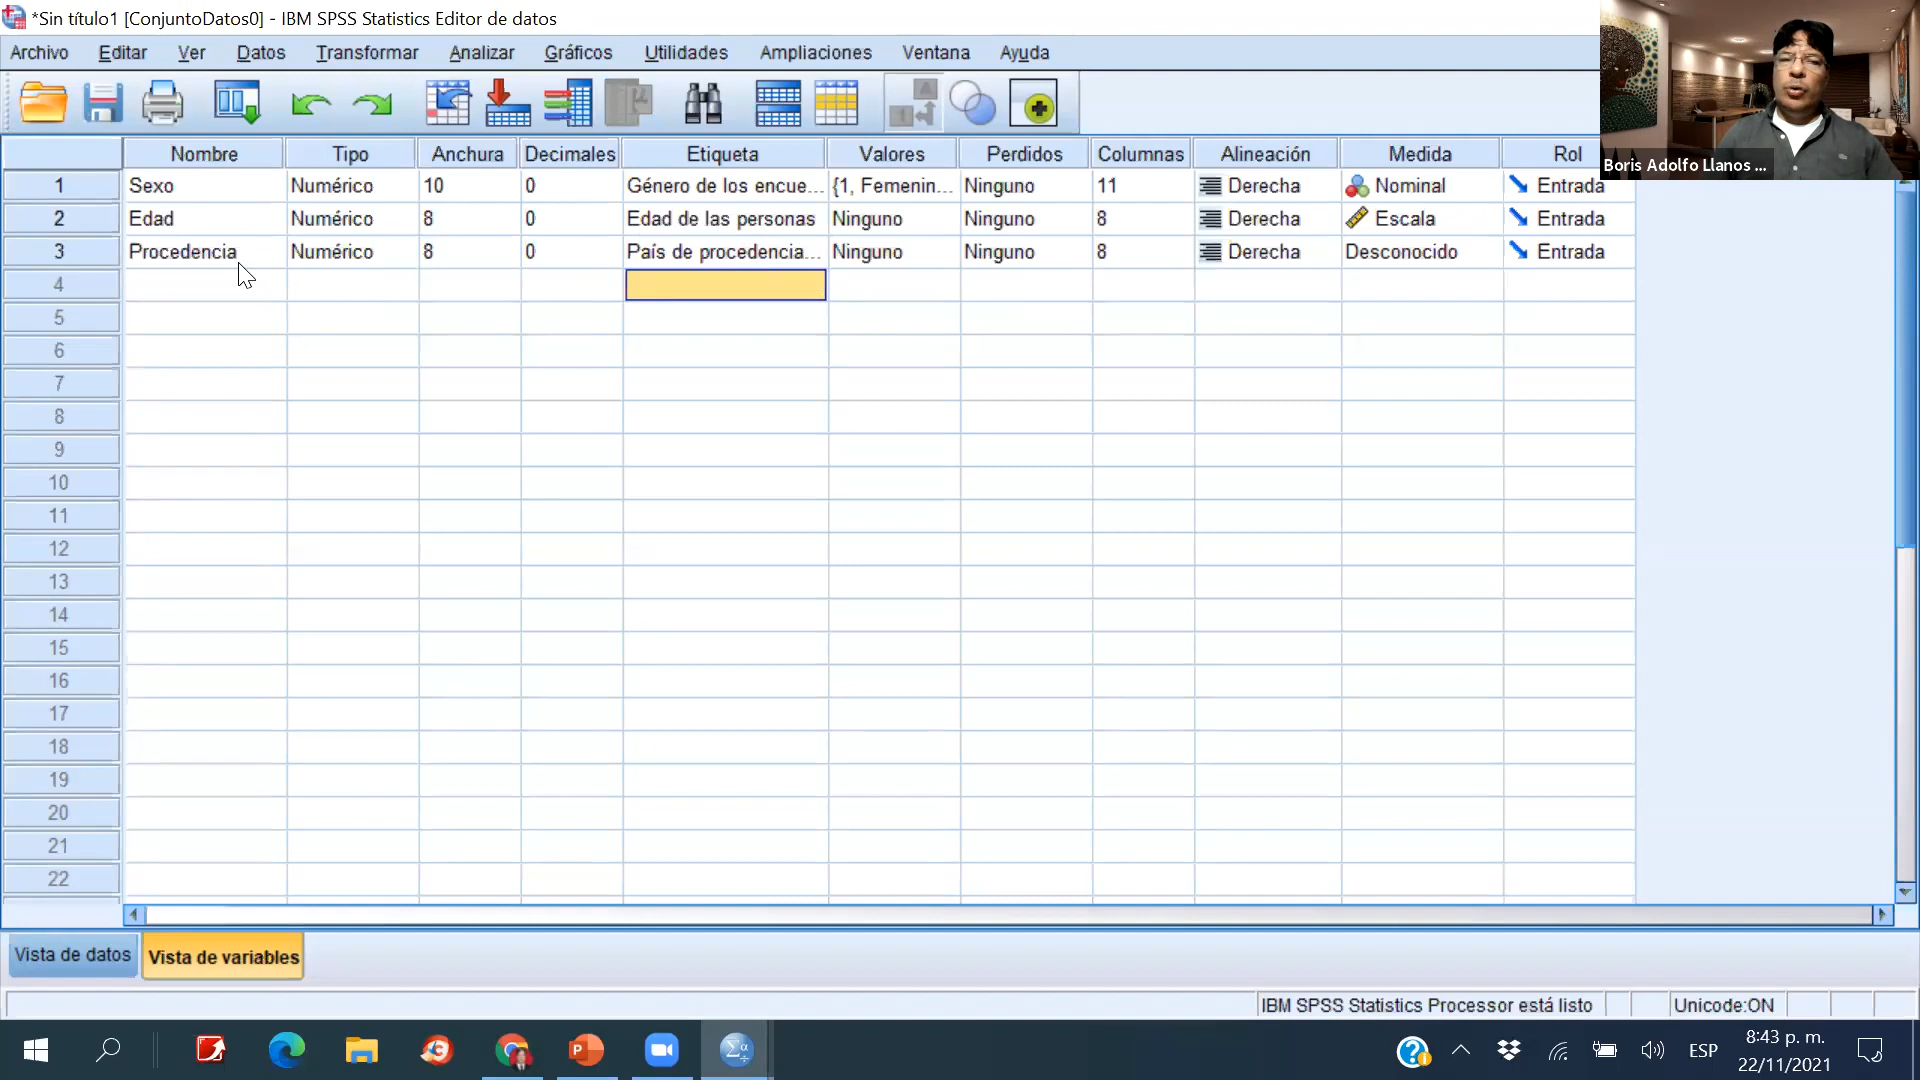 *Sin título1 [ConjuntoDatos0] - IBM SPSS Statistics Editor de datos
Archivo Editar Ver Datos Transformar Analizar Gráficos Utilidades Ampliaciones Ventana Ayuda
Boris Adolfo Llanos ...
Nombre Tipo Anchura Decimales Etiqueta Valores Perdidos Columnas Alineación Medida Rol
1 Sexo Numérico 10 0 Género de los encue... {1, Femenin... Ninguno 11 Derecha Nominal Entrada
2 Edad Numérico 8 0 Edad de las personas Ninguno Ninguno 8 Derecha Escala Entrada
3 Procedencia Numérico 8 0 País de procedencia... Ninguno Ninguno 8 Derecha Desconocido Entrada
4
5
6
7
8
9
10
11
12
13
14
15
16
17
18
19
20
21
22
Vista de datos Vista de variables
IBM SPSS Statistics Processor está listo Unicode:ON
ESP 8:43 p. m.
22/11/2021